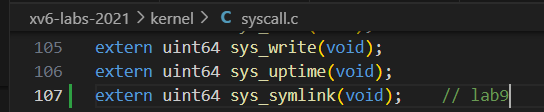 xv6-labs-2021 > kernel > C syscall.c
105 extern uint64 sys_write(void);
106 extern uint64 sys_uptime(void);
107 extern uint64 sys_symlink(void);    // lab9